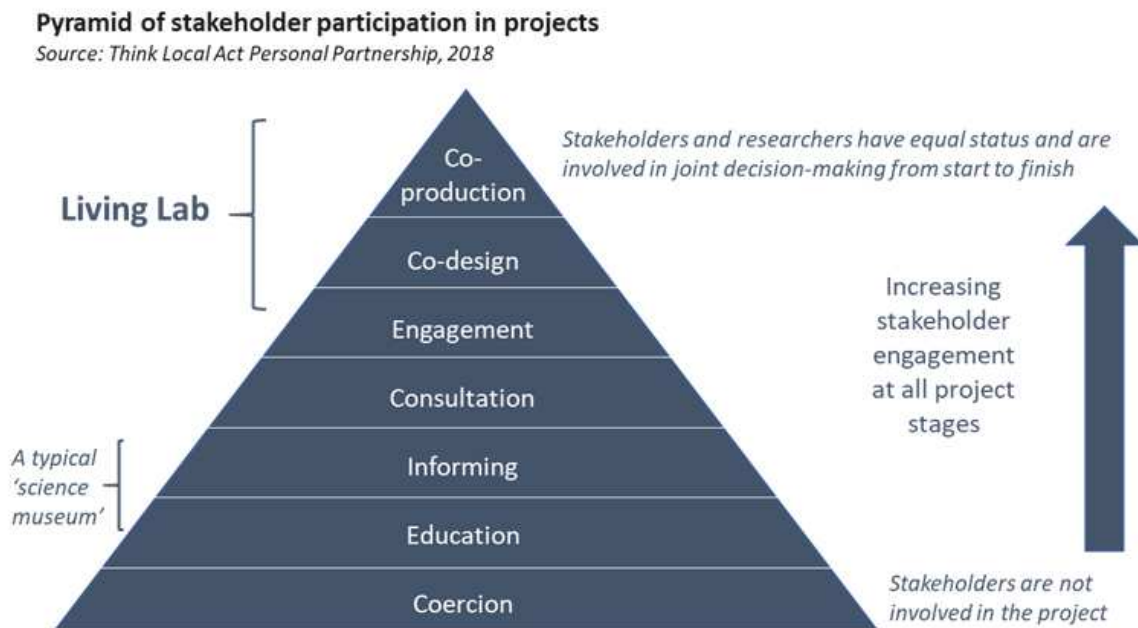 Pyramid of stakeholder participation in projects
Source: Think Local Act Personal Partnership, 2018
Living Lab
A typical
‘science
museum’
Co-
production
Co-design
Engagement
Consultation
Informing
Education
Coercion
Stakeholders and researchers have equal status and are
involved in joint decision-making from start to finish
Increasing
stakeholder
engagement
at all project
stages
Stakeholders are not
involved in the project